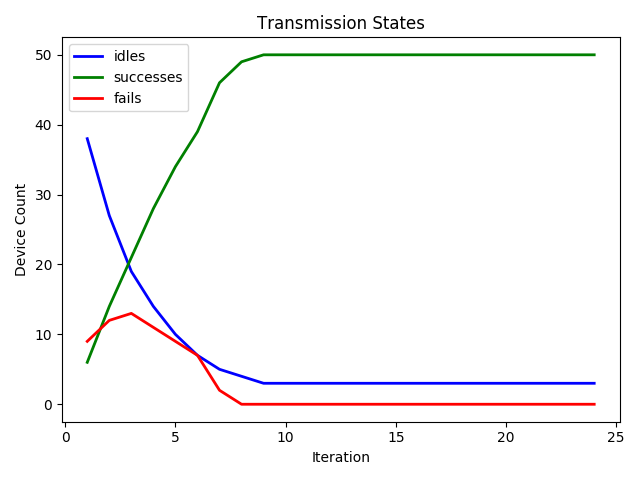 Transmission States
idles
successes
fails
Device Count
50
40
30
20
10
0
0 5 10 15 20 25
Iteration